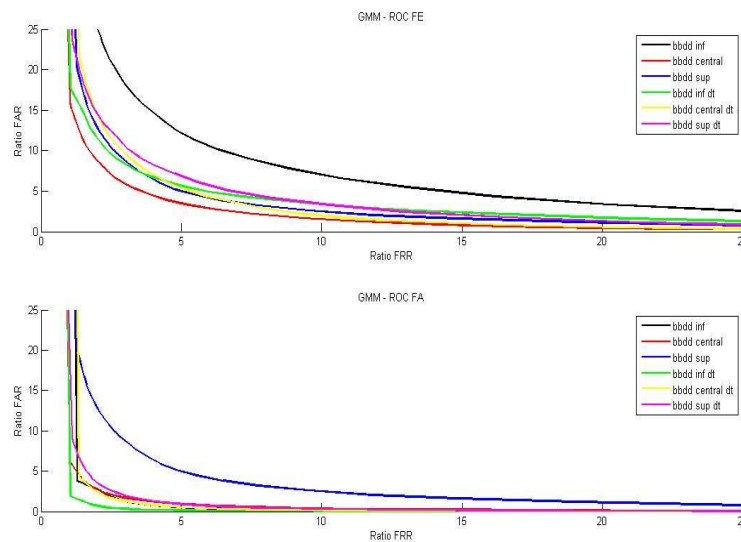 GMM - ROC FE
25
20
15
10
5
0
Ratio FAR
0 5 10 15 20 25
Ratio FRR
bbdd inf
bbdd central
bbdd sup
bbdd inf dt
bbdd central dt
bbdd sup dt
GMM - ROC FA
25
20
15
10
5
0
Ratio FAR
0 5 10 15 20 25
Ratio FRR
bbdd inf
bbdd central
bbdd sup
bbdd inf dt
bbdd central dt
bbdd sup dt